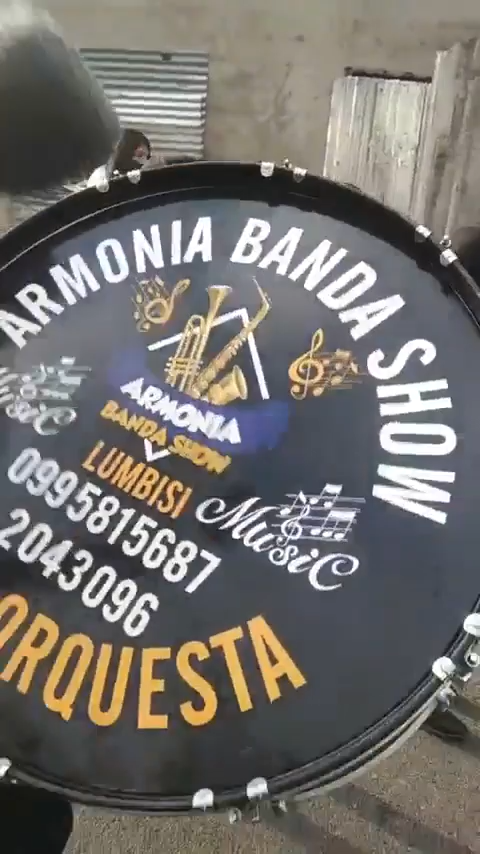 ARMONIA BANDA SHOW
ARMONIA
BANDA SHOW
MusiC
LUMBISI
MusiC
0995815687
2043096
ORQUESTA